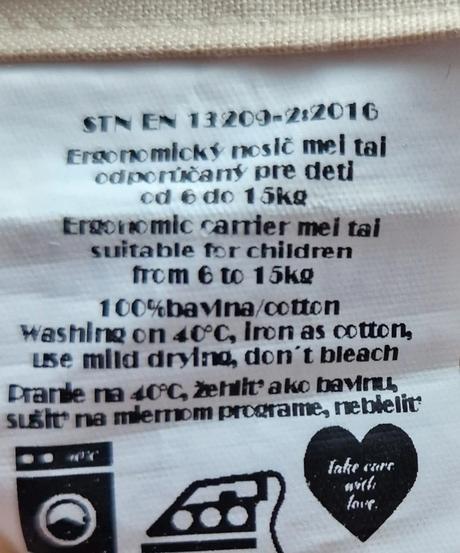 STN EN 13209-2:2016
Ergonomický nosič mei tai
odporúčaný pre deti
od 6 do 15kg
Ergonomic carrier mei tai
suitable for children
from 6 to 15kg
100%bavlna/cotton
Washing on 40°C, iron as cotton,
use mild drying, don´t bleach
Pranie na 40°C, žehliť ako bavlnu,
sušiť na miernom programe, nebieliť
40°C
Take care
with
love.